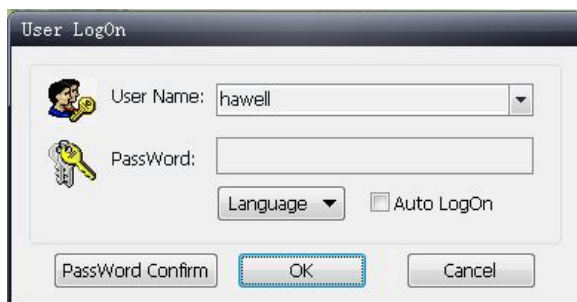 User LogOn
User Name: hawell
PassWord:
Language Auto LogOn
PassWord Confirm OK Cancel